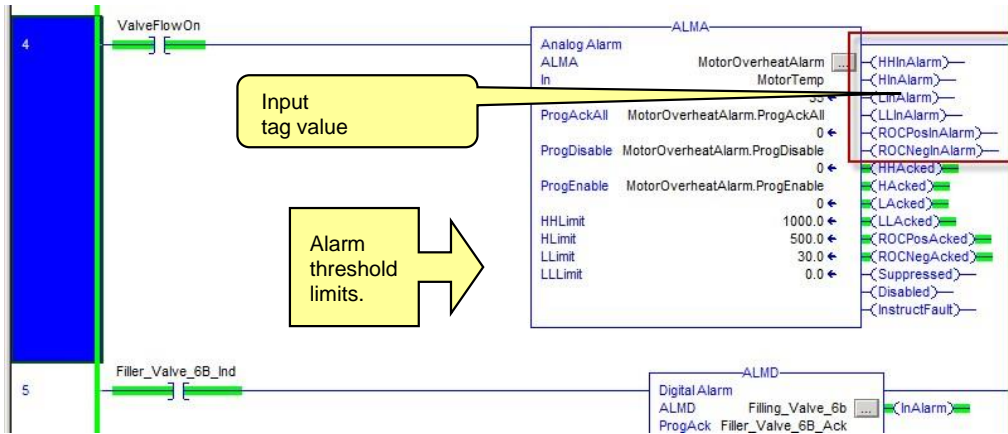 ValveFlowOn
4
ALMA
Analog Alarm
ALMA MotorOverheatAlarm ...
In MotorTemp
35
ProgAckAll MotorOverheatAlarm.ProgAckAll
0
ProgDisable MotorOverheatAlarm.ProgDisable
0
ProgEnable MotorOverheatAlarm.ProgEnable
0
HHLimit 1000.0
HLimit 500.0
LLimit 30.0
LLLimit 0.0
HHInAlarm
HInAlarm
LInAlarm
LLInAlarm
ROCPosInAlarm
ROCNegInAlarm
HHAcked
HAcked
LAcked
LLAcked
ROCPosAcked
ROCNegAcked
Suppressed
Disabled
InstructFault
Input
tag value
Alarm
threshold
limits.
Filler_Valve_6B_Ind
5
ALMD
Digital Alarm
ALMD Filling_Valve_6b ...
ProgAck Filler_Valve_6B_Ack
InAlarm